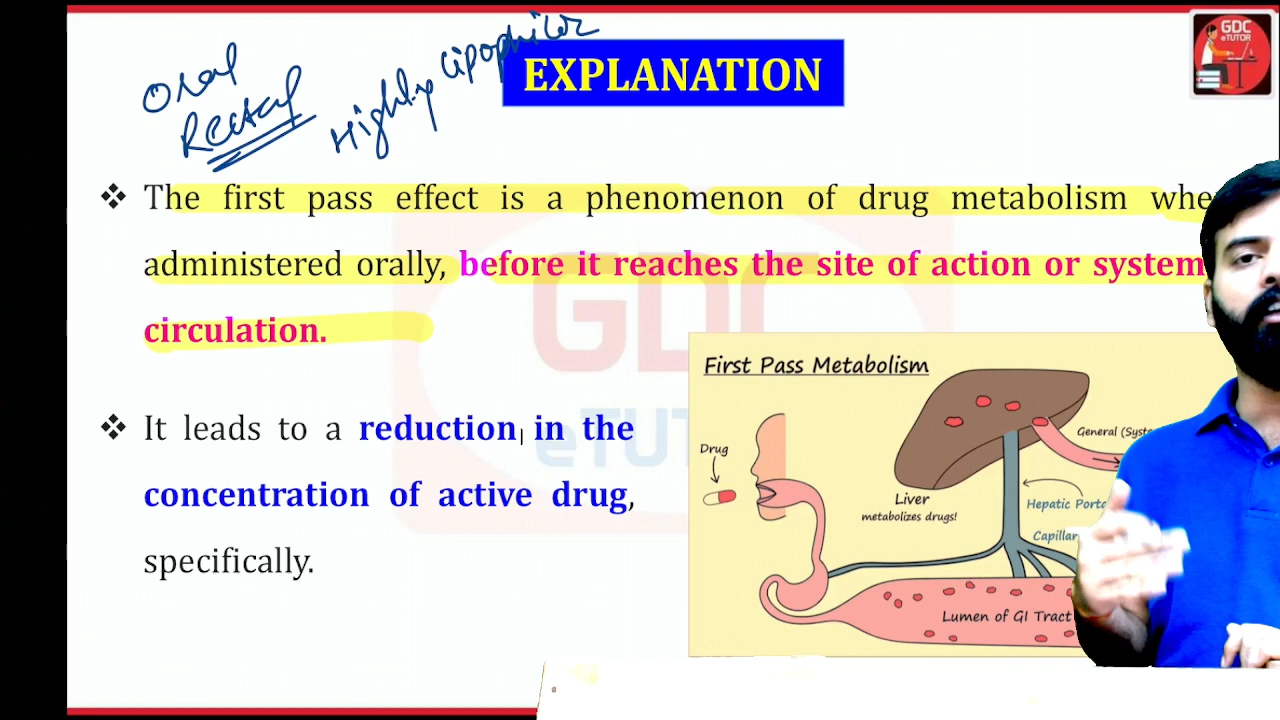 Oral
Rectal
Highly lipophilic
EXPLANATION
GDC
eTUTOR
❖ The first pass effect is a phenomenon of drug metabolism whe
administered orally, before it reaches the site of action or system
circulation.
❖ It leads to a reduction in the
concentration of active drug,
specifically.
First Pass Metabolism
Drug
General (Syste
Liver
metabolizes drugs!
Hepatic Porta
Capillar
Lumen of GI Tract
GDC
eTUTOR